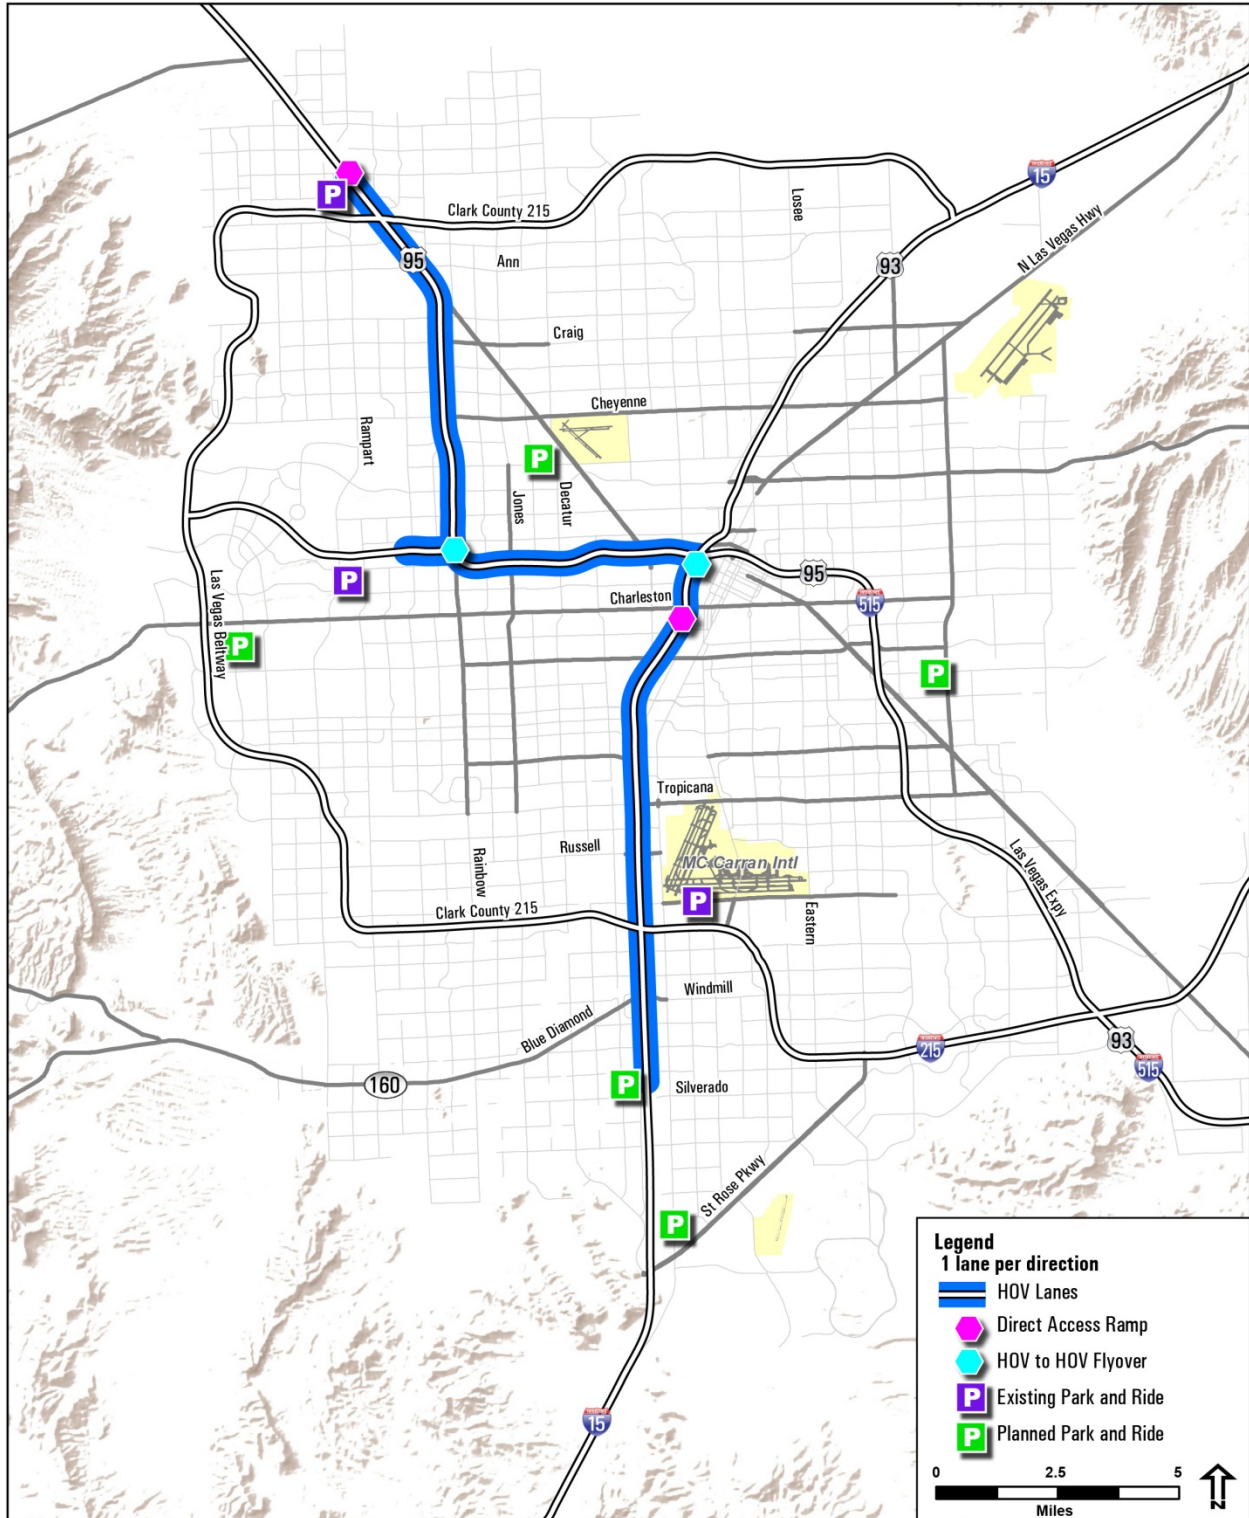 15
Losee
P
Clark County 215
N Las Vegas Hwy
95
Ann
93
Craig
Cheyenne
Rampart
P
Decatur
Jones
P
95
Charleston
515
Las Vegas Beltway
P
P
Tropicana
Russell
Rainbow
MC Carran Intl
Las Vegas Expy
P
Clark County 215
Eastern
Windmill
Blue Diamond
93
215
515
160
P
Silverado
St Rose Pkwy
P
15
Legend
1 lane per direction
HOV Lanes
Direct Access Ramp
HOV to HOV Flyover
P Existing Park and Ride
P Planned Park and Ride
0 2.5 5
Miles
N